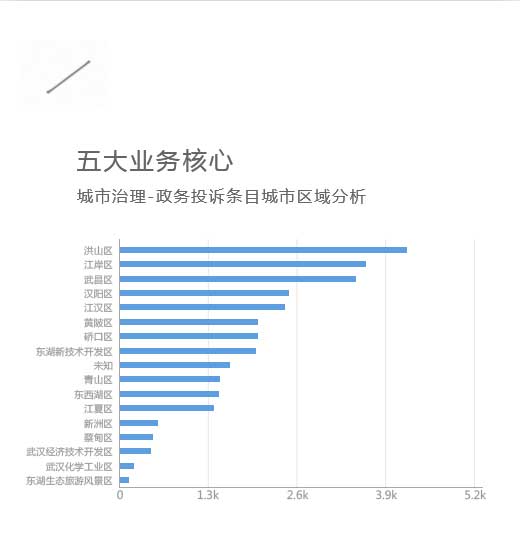 五大业务核心
城市治理-政务投诉条目城市区域分析
洪山区
江岸区
武昌区
汉阳区
江汉区
黄陂区
硚口区
东湖新技术开发区
未知
青山区
东西湖区
江夏区
新洲区
蔡甸区
武汉经济技术开发区
武汉化学工业区
东湖生态旅游风景区
0 1.3k 2.6k 3.9k 5.2k